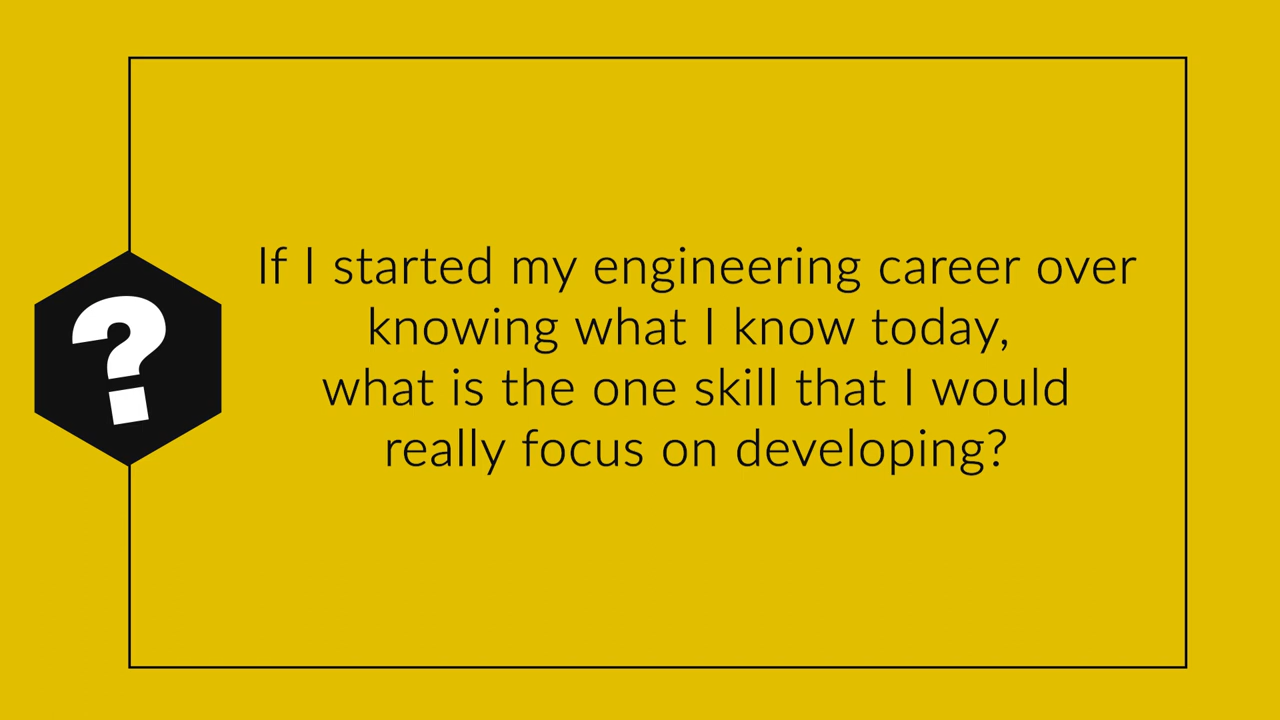 If I started my engineering career over
knowing what I know today,
what is the one skill that I would
really focus on developing?
?